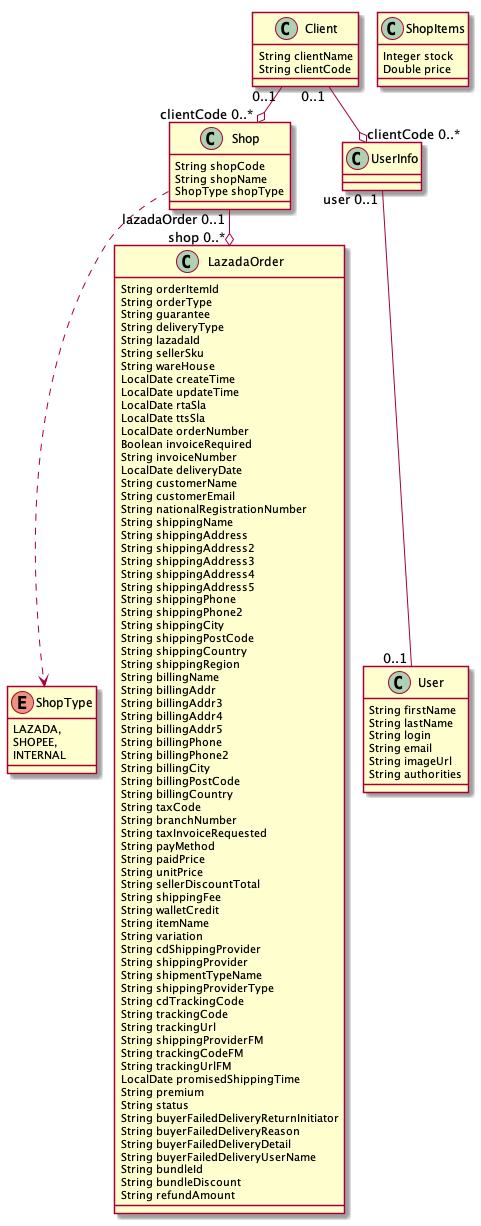 C Client
String clientName
String clientCode
C ShopItems
Integer stock
Double price
0..1
0..1
clientCode 0..*
clientCode 0..*
C Shop
String shopCode
String shopName
ShopType shopType
C UserInfo
lazadaOrder 0..1
user 0..1
shop 0..*
C LazadaOrder
String orderItemId
String orderType
String guarantee
String deliveryType
String lazadaId
String sellerSku
String wareHouse
LocalDate createTime
LocalDate updateTime
LocalDate rtaSla
LocalDate ttsSla
LocalDate orderNumber
Boolean invoiceRequired
String invoiceNumber
LocalDate deliveryDate
String customerName
String customerEmail
String nationalRegistrationNumber
String shippingName
String shippingAddress
String shippingAddress2
String shippingAddress3
String shippingAddress4
String shippingAddress5
String shippingPhone
String shippingPhone2
String shippingCity
String shippingPostCode
String shippingCountry
String shippingRegion
String billingName
String billingAddr
String billingAddr3
String billingAddr4
String billingAddr5
String billingPhone
String billingPhone2
String billingCity
String billingPostCode
String billingCountry
String taxCode
String branchNumber
String taxInvoiceRequested
String payMethod
String paidPrice
String unitPrice
String sellerDiscountTotal
String shippingFee
String walletCredit
String itemName
String variation
String cdShippingProvider
String shippingProvider
String shipmentTypeName
String shippingProviderType
String cdTrackingCode
String trackingCode
String trackingUrl
String shippingProviderFM
String trackingCodeFM
String trackingUrlFM
LocalDate promisedShippingTime
String premium
String status
String buyerFailedDeliveryReturnInitiator
String buyerFailedDeliveryReason
String buyerFailedDeliveryDetail
String buyerFailedDeliveryUserName
String bundleId
String bundleDiscount
String refundAmount
E ShopType
LAZADA,
SHOPEE,
INTERNAL
0..1
C User
String firstName
String lastName
String login
String email
String imageUrl
String authorities